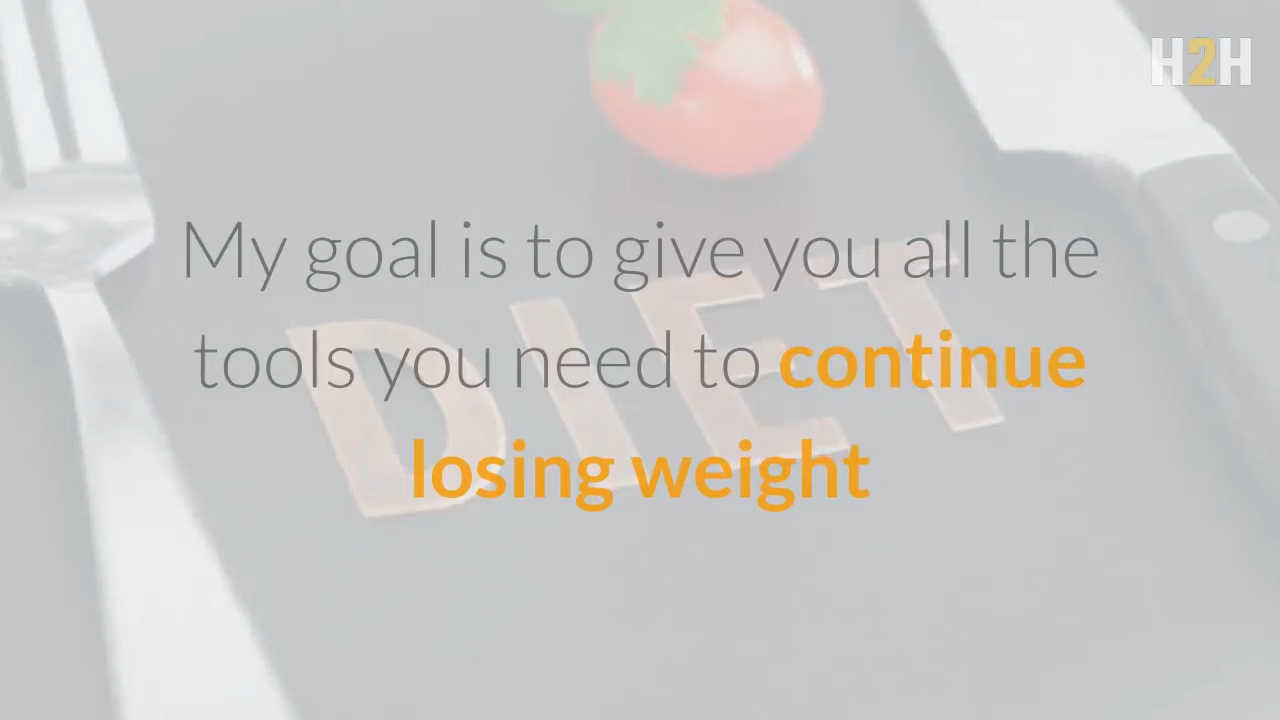 H2H
My goal is to give you all the
tools you need to continue
losing weight
DIET